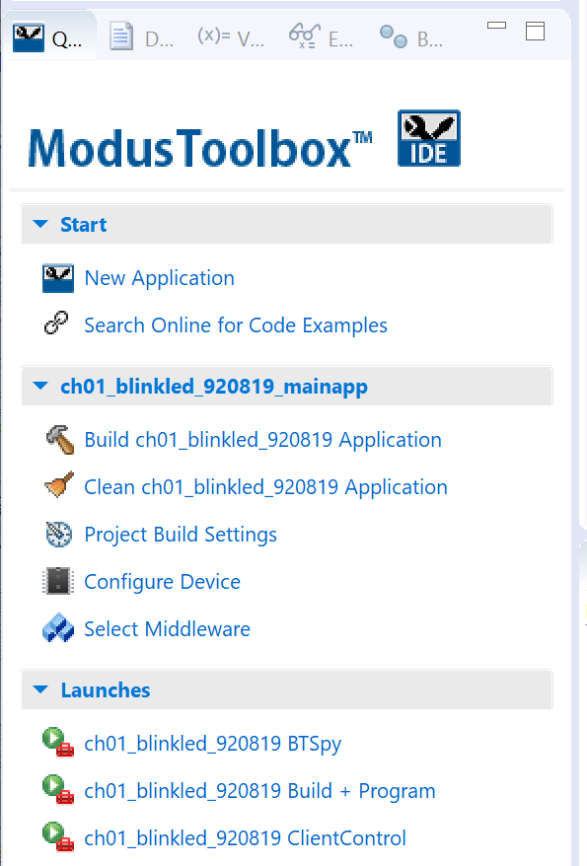 Q... D... (x)= V... E... B...
ModusToolbox™ IDE
Start
New Application
Search Online for Code Examples
ch01_blinkled_920819_mainapp
Build ch01_blinkled_920819 Application
Clean ch01_blinkled_920819 Application
Project Build Settings
Configure Device
Select Middleware
Launches
ch01_blinkled_920819 BTSpy
ch01_blinkled_920819 Build + Program
ch01_blinkled_920819 ClientControl